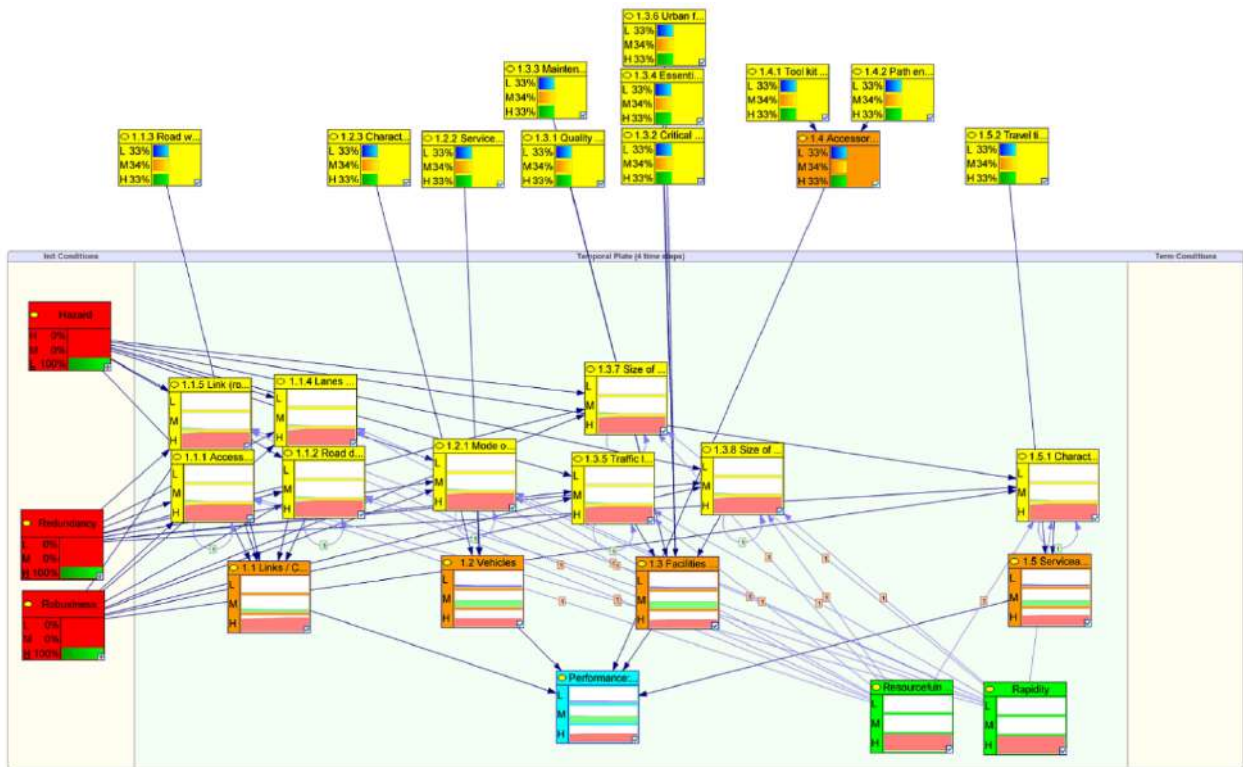 1.3.6 Urban f...
L 33%
M 34%
H 33%
1.3.3 Mainten...
L 33%
M 34%
H 33%
1.3.4 Essenti...
L 33%
M 34%
H 33%
1.4.1 Tool kit ...
L 33%
M 34%
H 33%
1.4.2 Path en...
L 33%
M 34%
H 33%
1.1.3 Road w...
L 33%
M 34%
H 33%
1.2.3 Charact...
L 33%
M 34%
H 33%
1.2.2 Service...
L 33%
M 34%
H 33%
1.3.1 Quality ...
L 33%
M 34%
H 33%
1.3.2 Critical ...
L 33%
M 34%
H 33%
1.4 Accessor...
L 33%
M 34%
H 33%
1.5.2 Travel ti...
L 33%
M 34%
H 33%
Init Conditions
Temporal Plate (4 time steps)
Term Conditions
Hazard
H 0%
M 0%
L 100%
1.1.5 Link (ro...
L
M
H
1.1.4 Lanes ...
L
M
H
1.3.7 Size of ...
L
M
H
1.1.1 Access...
L
M
H
1.1.2 Road d...
L
M
H
1.2.1 Mode o...
L
M
H
1.3.5 Traffic l...
L
M
H
1.3.8 Size of ...
L
M
H
1.5.1 Charact...
L
M
H
Redundancy
L 0%
M 0%
H 100%
Robustness
L 0%
M 0%
H 100%
1.1 Links / C...
L
M
H
1.2 Vehicles
L
M
H
1.3 Facilities ...
L
M
H
1.5 Servicea...
L
M
H
Performance:...
L
M
H
Resourcefuln
L
M
H
Rapidity
L
M
H